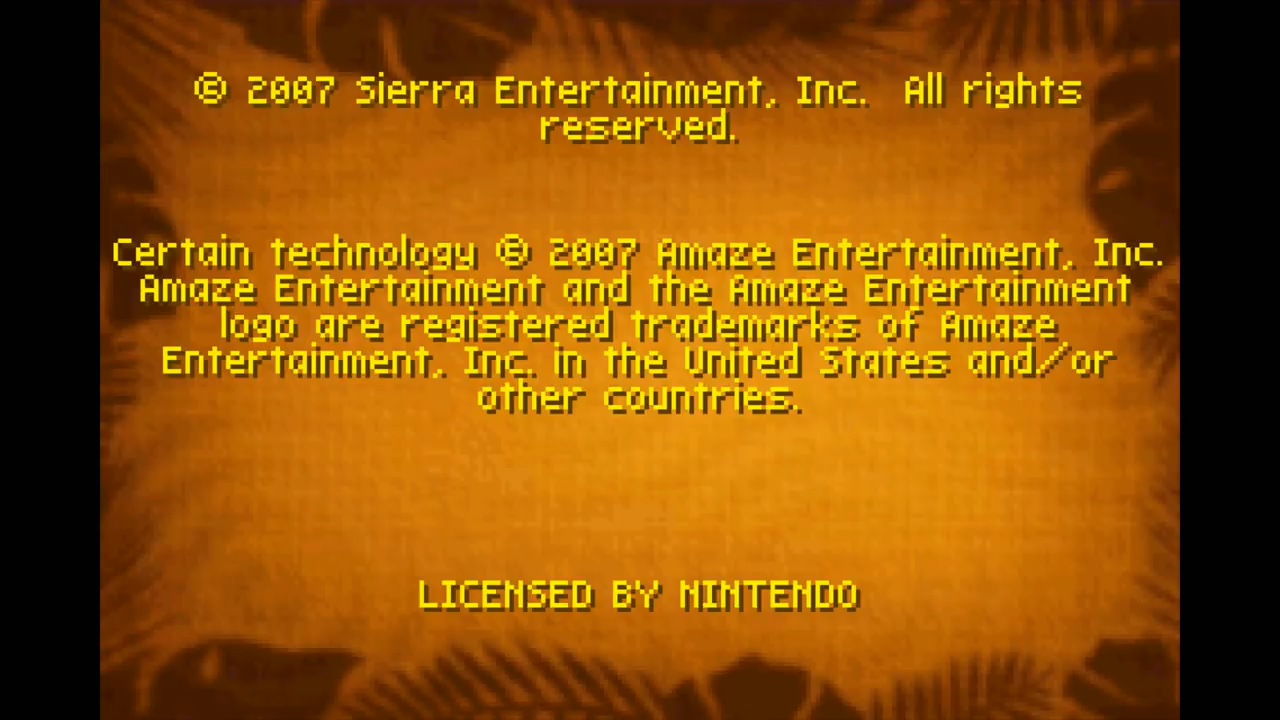 © 2007 Sierra Entertainment, Inc.  All rights
reserved.
Certain technology © 2007 Amaze Entertainment, Inc.
Amaze Entertainment and the Amaze Entertainment
logo are registered trademarks of Amaze
Entertainment, Inc. in the United States and/or
other countries.
LICENSED BY NINTENDO